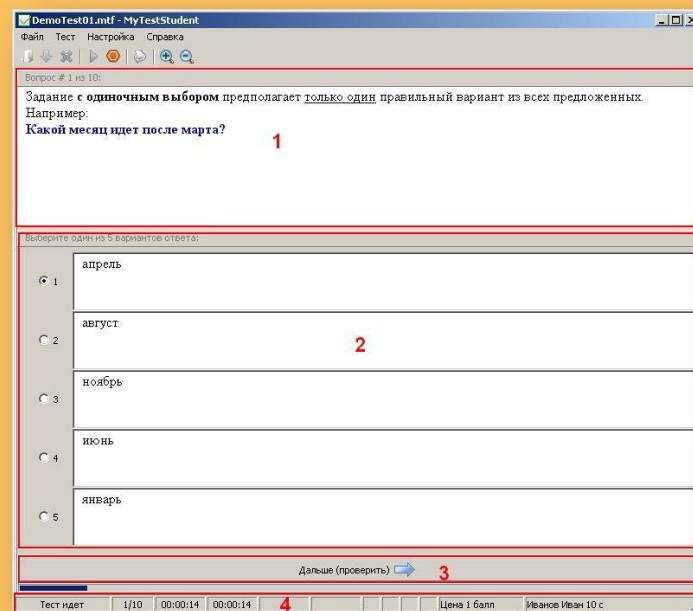 DemoTest01.mtf - MyTestStudent
Файл Тест Настройка Справка
Вопрос # 1 из 10:
Задание с одиночным выбором предполагает только один правильный вариант из всех предложенных.
Например:
Какой месяц идет после марта?
1
Выберите один из 5 вариантов ответа:
1 апрель
2 август
2
3 ноябрь
4 июнь
5 январь
Дальше (проверить)
3
Тест идет 1/10 00:00:14 00:00:14 4 Цена 1 балл Иванов Иван 10 с